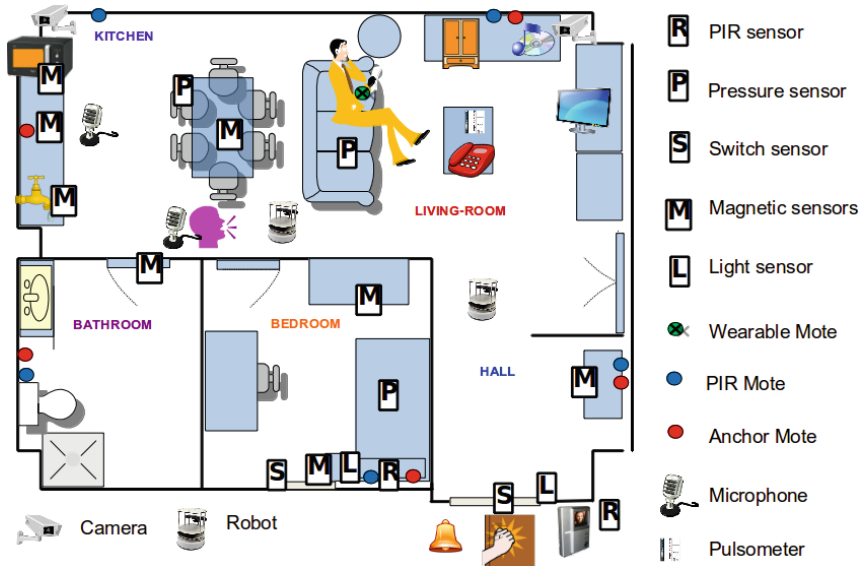 KITCHEN
R PIR sensor
M
P
P Pressure sensor
M
M
P
S Switch sensor
M
LIVING-ROOM
M Magnetic sensors
M
L Light sensor
M
BATHROOM
BEDROOM
Wearable Mote
HALL
M
P
PIR Mote
Anchor Mote
S
M
L
R
S
L
R
Microphone
Camera
Robot
Pulsometer